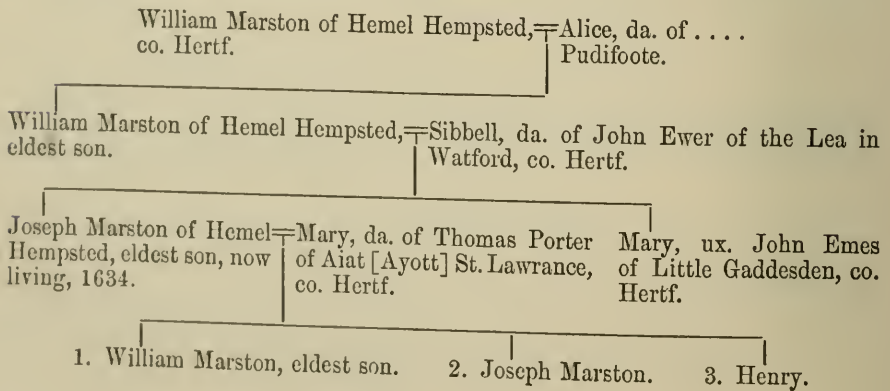 William Marston of Hemel Hempsted,=Alice, da. of . . . .
co. Hertf. Pudifoote.
William Marston of Hemel Hempsted,=Sibbell, da. of John Ewer of the Lea in
eldest son. Watford, co. Hertf.
Joseph Marston of Hemel=Mary, da. of Thomas Porter Mary, ux. John Emes
Hempsted, eldest son, now of Aiat [Ayott] St. Lawrance, of Little Gaddesden, co.
living, 1634. co. Hertf. Hertf.
1. William Marston, eldest son. 2. Joseph Marston. 3. Henry.